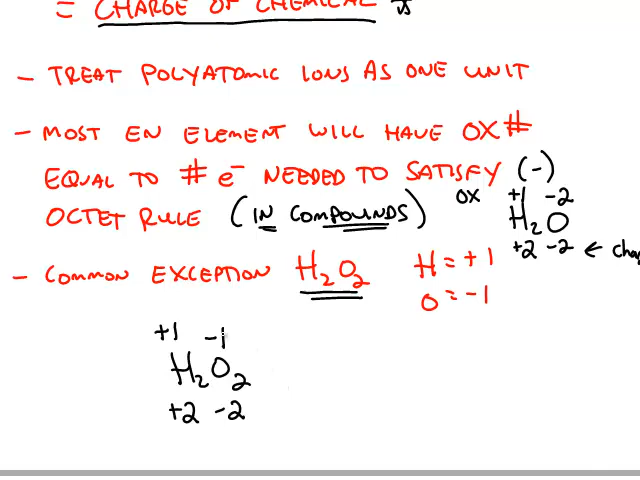 = CHARGE OF CHEMICAL
- TREAT POLYATOMIC IONS AS ONE UNIT
- MOST EN ELEMENT WILL HAVE OX #
EQUAL TO # e⁻ NEEDED TO SATISFY (-)
OCTET RULE (IN COMPOUNDS)
OX +1 -2
H₂O
+2 -2 ←
- COMMON EXCEPTION H₂O₂ H = +1
O = -1
+1 -1
H₂O₂
+2 -2